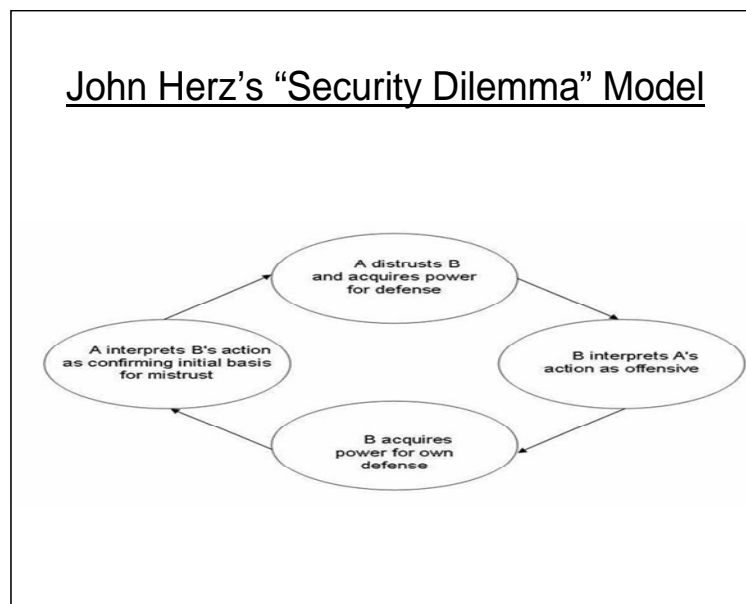 John Herz’s “Security Dilemma” Model
A distrusts B
and acquires power
for defense
A interprets B's action
as confirming initial basis
for mistrust
B interprets A's
action as offensive
B acquires
power for own
defense